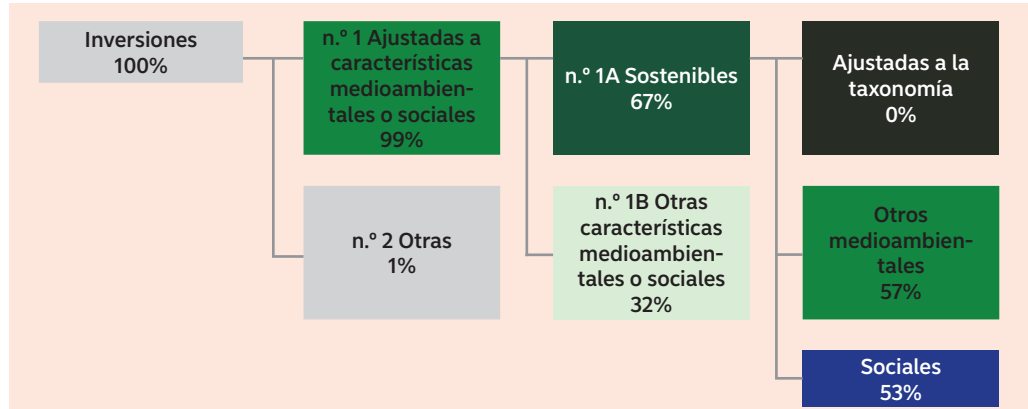 Inversiones
100%
n.º 1 Ajustadas a
características
medioambien-
tales o sociales
99%
n.º 1A Sostenibles
67%
Ajustadas a la
taxonomía
0%
n.º 2 Otras
1%
n.º 1B Otras
características
medioambien-
tales o sociales
32%
Otros
medioambien-
tales
57%
Sociales
53%